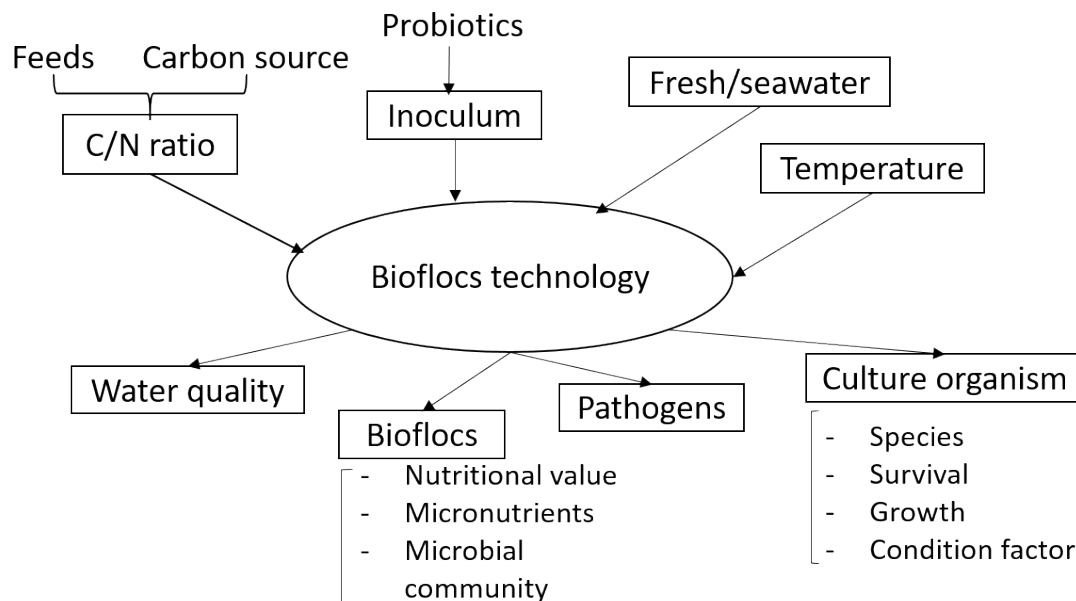 Probiotics
Feeds
Carbon source
Fresh/seawater
Inoculum
C/N ratio
Temperature
Bioflocs technology
Water quality
Bioflocs
- Nutritional value
- Micronutrients
- Microbial
community
Pathogens
Culture organism
- Species
- Survival
- Growth
- Condition factor